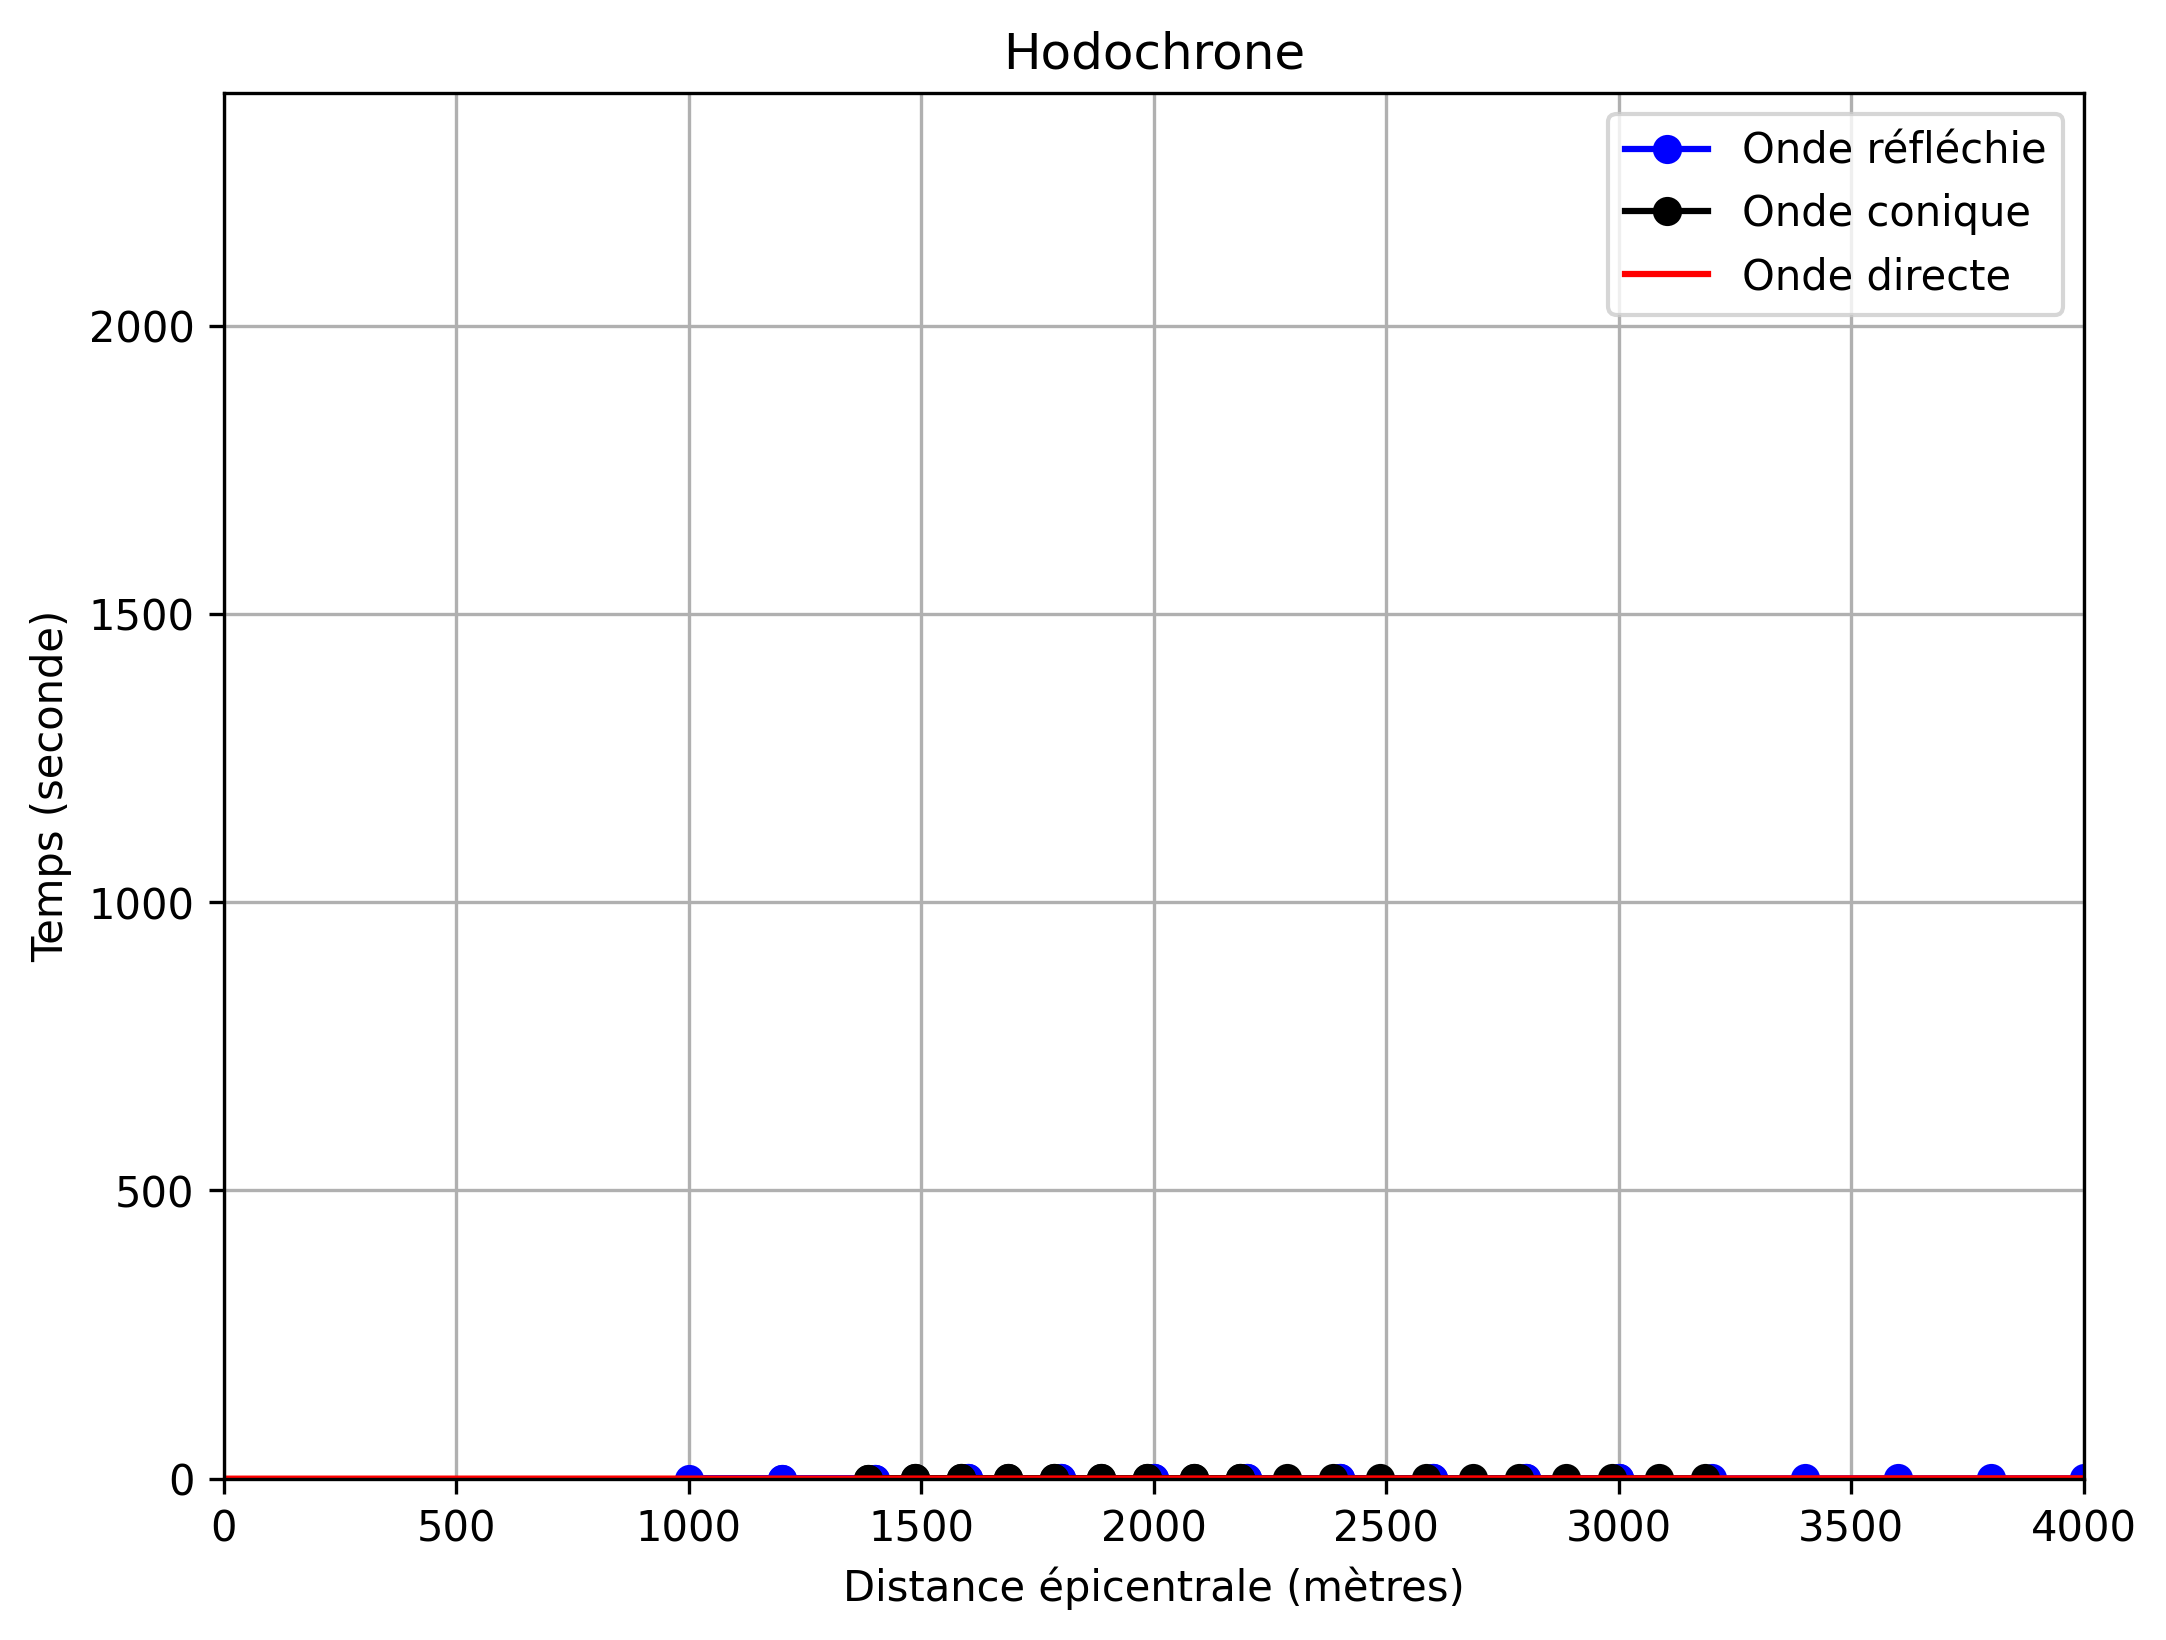 Hodochrone
Onde réfléchie
Onde conique
Onde directe
2000
1500
1000
500
0
Temps (seconde)
0 500 1000 1500 2000 2500 3000 3500 4000
Distance épicentrale (mètres)